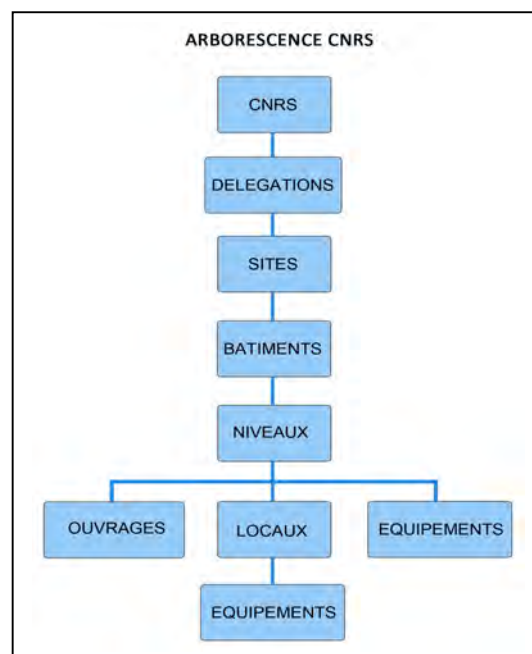 ARBORESCENCE CNRS
CNRS
DELEGATIONS
SITES
BATIMENTS
NIVEAUX
OUVRAGES
LOCAUX
EQUIPEMENTS
EQUIPEMENTS